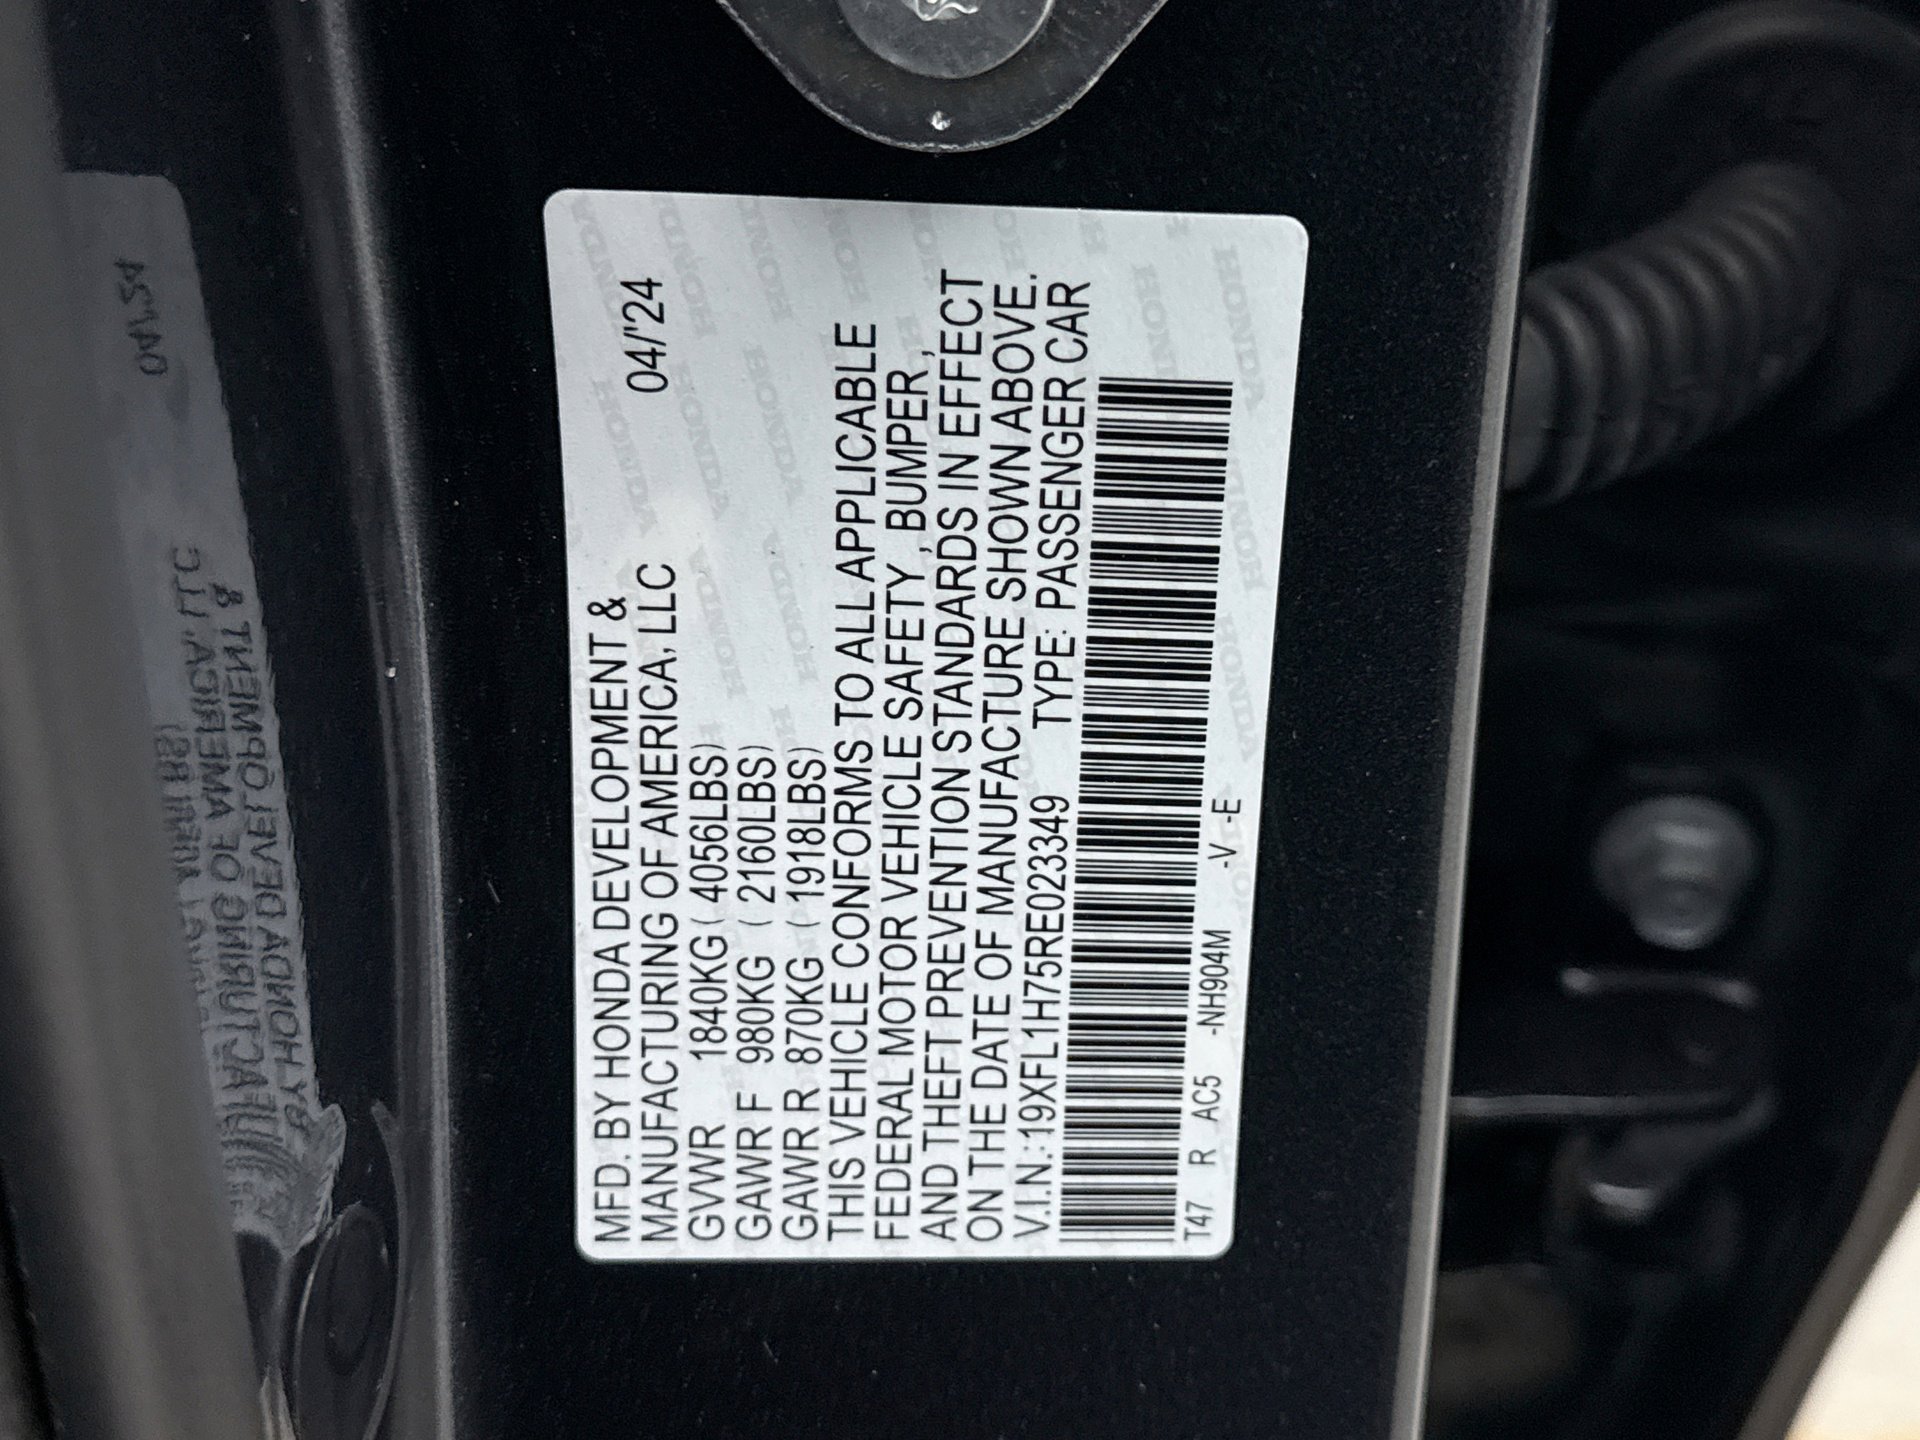 04/'24
MFD. BY HONDA DEVELOPMENT &
MANUFACTURING OF AMERICA, LLC
GVWR 1840KG ( 4056LBS)
GAWR F 980KG ( 2160LBS)
GAWR R 870KG ( 1918LBS)
THIS VEHICLE CONFORMS TO ALL APPLICABLE
FEDERAL MOTOR VEHICLE SAFETY , BUMPER ,
AND THEFT PREVENTION STANDARDS IN EFFECT
ON THE DATE OF MANUFACTURE SHOWN ABOVE.
V.I.N.:19XFL1H75RE023349 TYPE: PASSENGER CAR
T47 R AC5 -NH904M -V -E